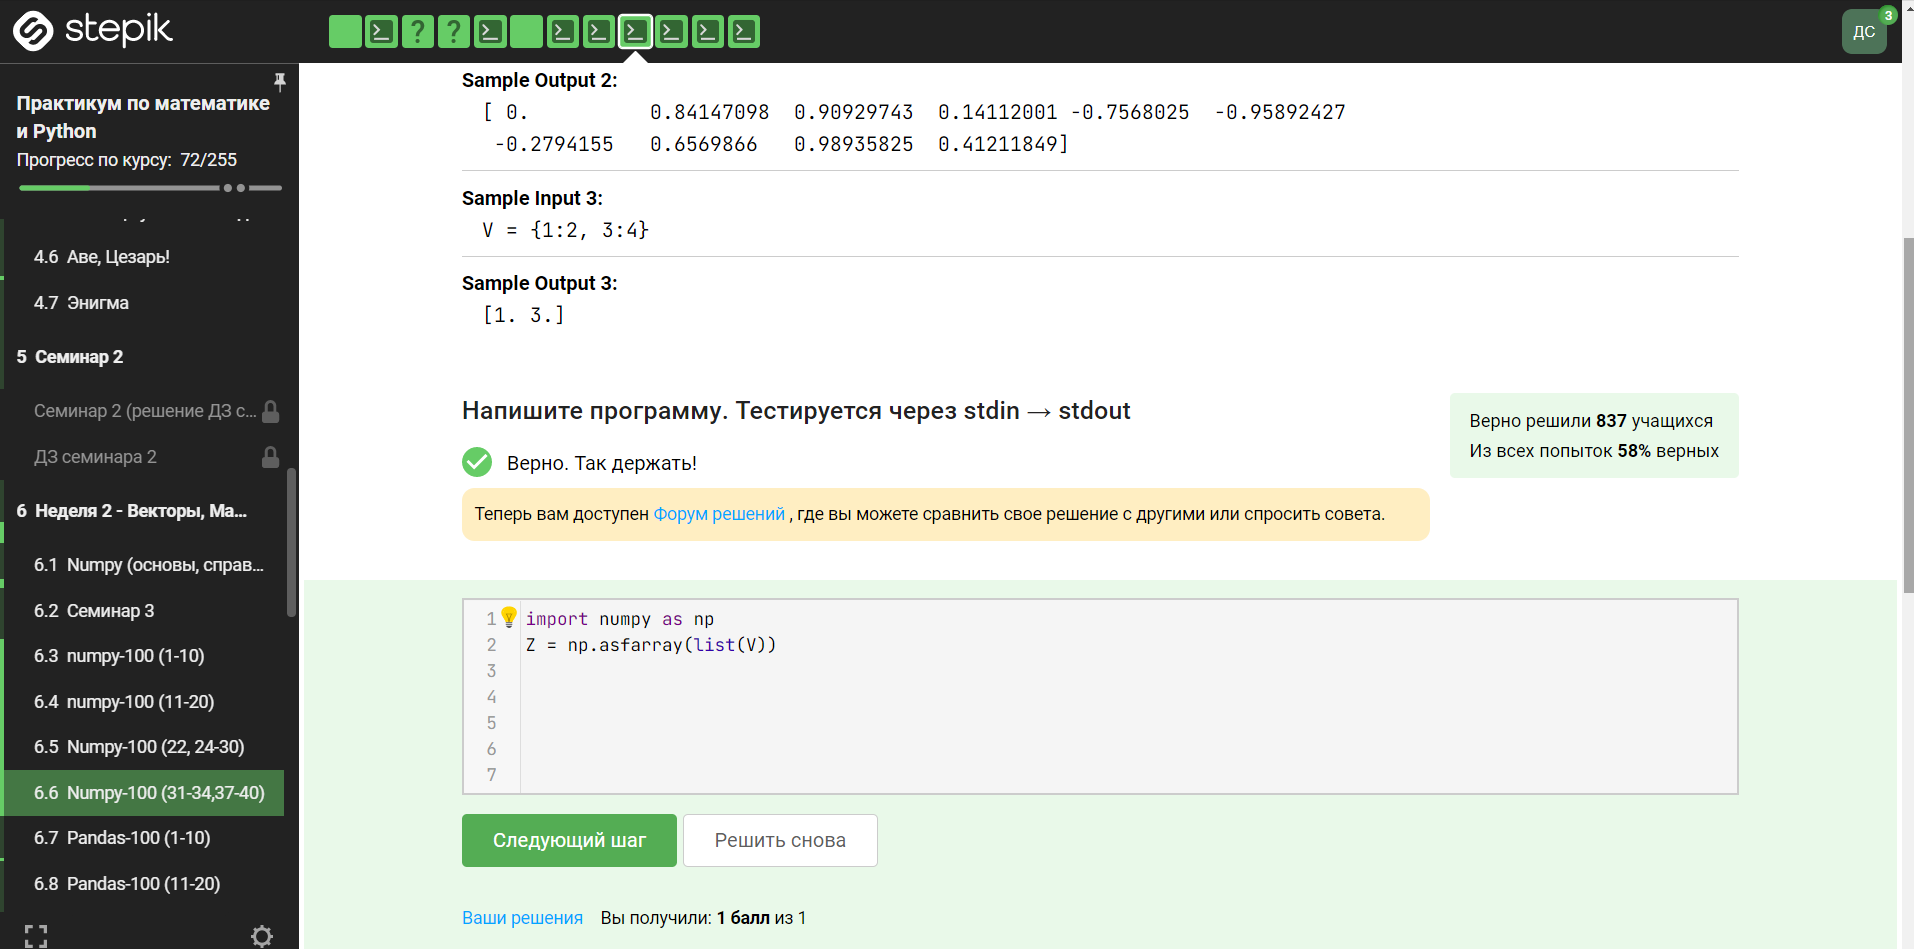 stepik
ДС
3
Практикум по математике
и Python
Прогресс по курсу: 72/255
4.6 Аве, Цезарь!
4.7 Энигма
5 Семинар 2
Семинар 2 (решение ДЗ с...
ДЗ семинара 2
6 Неделя 2 - Векторы, Ма...
6.1 Numpy (основы, справ...
6.2 Семинар 3
6.3 numpy-100 (1-10)
6.4 numpy-100 (11-20)
6.5 Numpy-100 (22, 24-30)
6.6 Numpy-100 (31-34,37-40)
6.7 Pandas-100 (1-10)
6.8 Pandas-100 (11-20)
Sample Output 2:
[ 0. 0.84147098 0.90929743 0.14112001 -0.7568025 -0.95892427
-0.2794155 0.6569866 0.98935825 0.41211849]
Sample Input 3:
V = {1:2, 3:4}
Sample Output 3:
[1. 3.]
Напишите программу. Тестируется через stdin → stdout
Верно. Так держать!
Верно решили 837 учащихся
Из всех попыток 58% верных
Теперь вам доступен Форум решений , где вы можете сравнить свое решение с другими или спросить совета.
1 import numpy as np
2 Z = np.asfarray(list(V))
3
4
5
6
7
Следующий шаг
Решить снова
Ваши решения Вы получили: 1 балл из 1